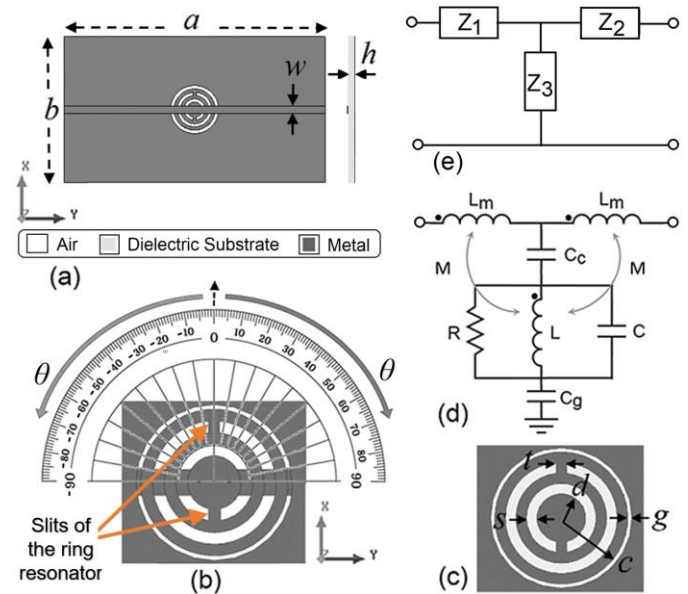 a
b
w
h
X
Z
Y
Air Dielectric Substrate Metal
(a)
Z1
Z2
Z3
(e)
Lm Lm
M M
Cc
R L C
Cg
(d)
θ θ
-90 -80 -70 -60 -50 -40 -30 -20 -10 0 10 20 30 40 50 60 70 80 90
Slits of
the ring
resonator
X
Z
Y
(b)
t
d
s
g
c
(c)